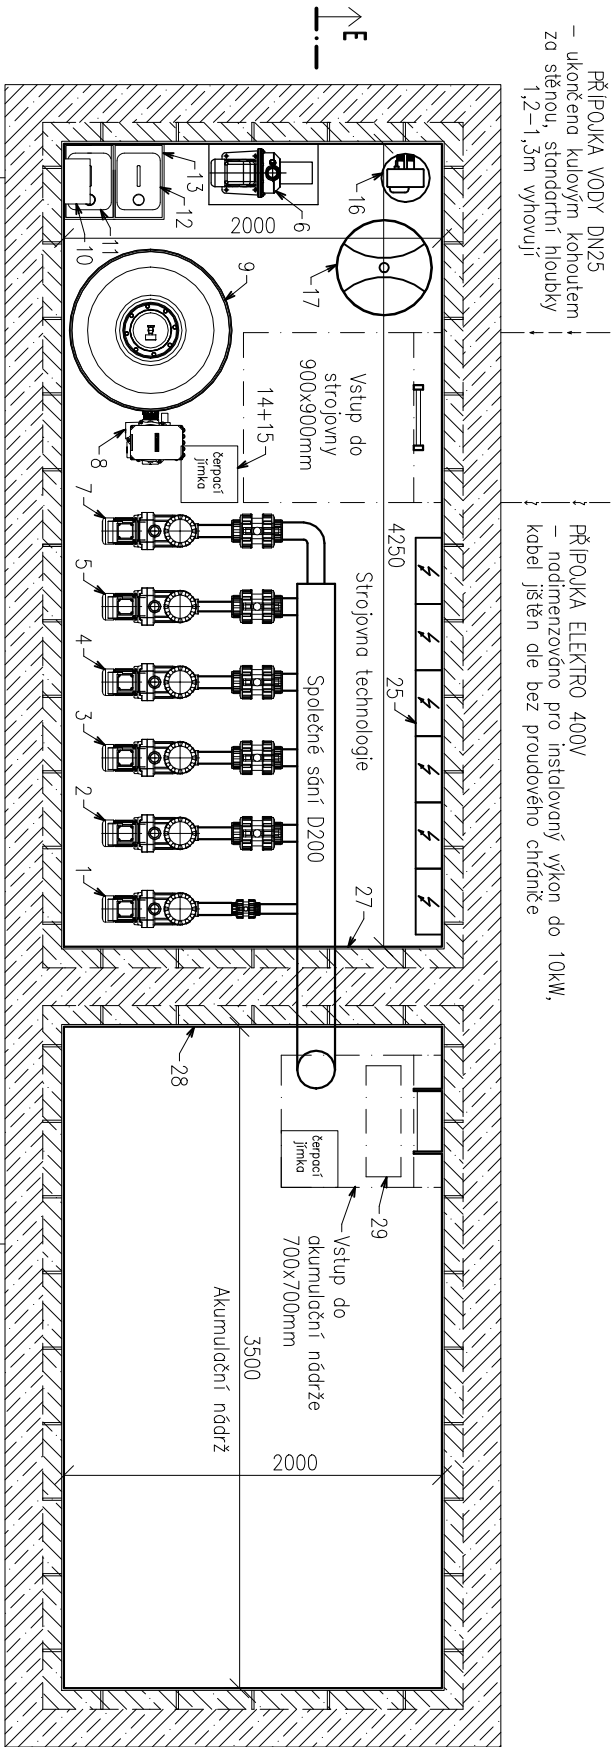 PŘÍPOJKA VODY DN25
- ukončena kulovým kohoutem
za stěnou, standartní hloubky
1,2-1,3m vyhovují
PŘÍPOJKA ELEKTRO 400V
- nadimenzováno pro instalovaný výkon do 10kW,
kabel jištěn ale bez proudového chrániče
E
16
17
6
13
12
11
10
2000
9
8
14+15
čerpací
jímka
Vstup do
strojovny
900x900mm
4250
Strojovna technologie
25
Společné sání D200
7
5
4
3
2
1
27
28
29
čerpací
jímka
Vstup do
akumulační nádrže
700x700mm
3500
Akumulační nádrž
2000